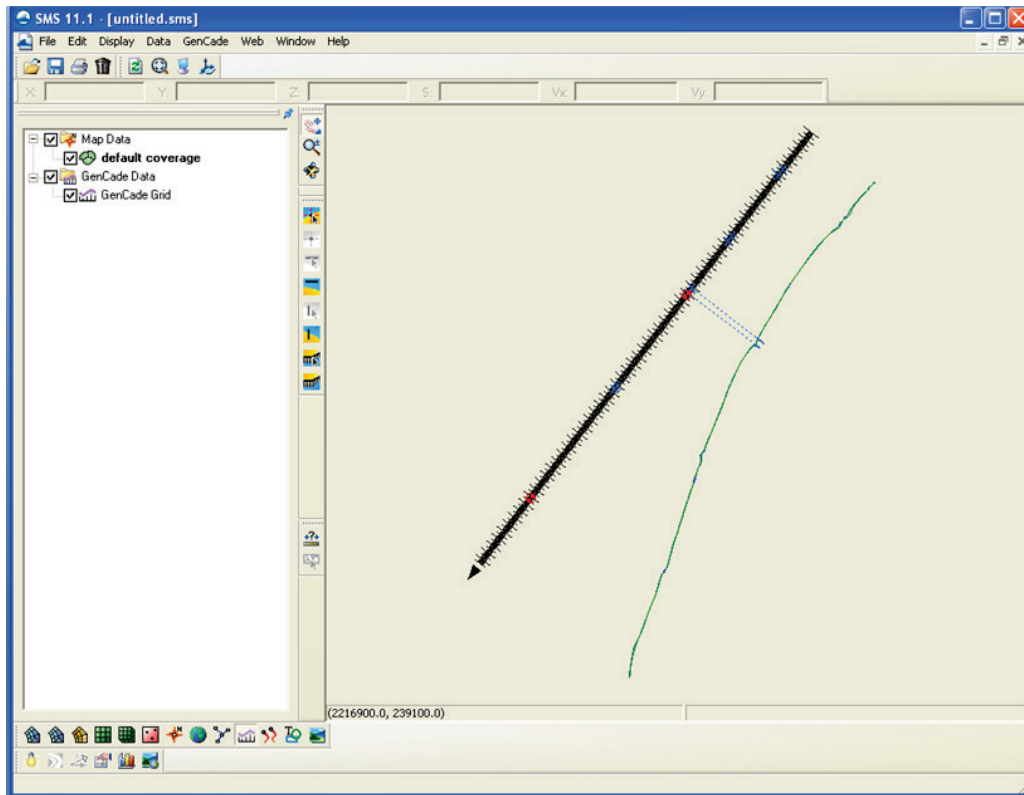 SMS 11.1 - [untitled.sms]
File Edit Display Data GenCade Web Window Help
X: Y: Z: S: Vx: Vy:
Map Data
default coverage
GenCade Data
GenCade Grid
(2216900.0, 239100.0)